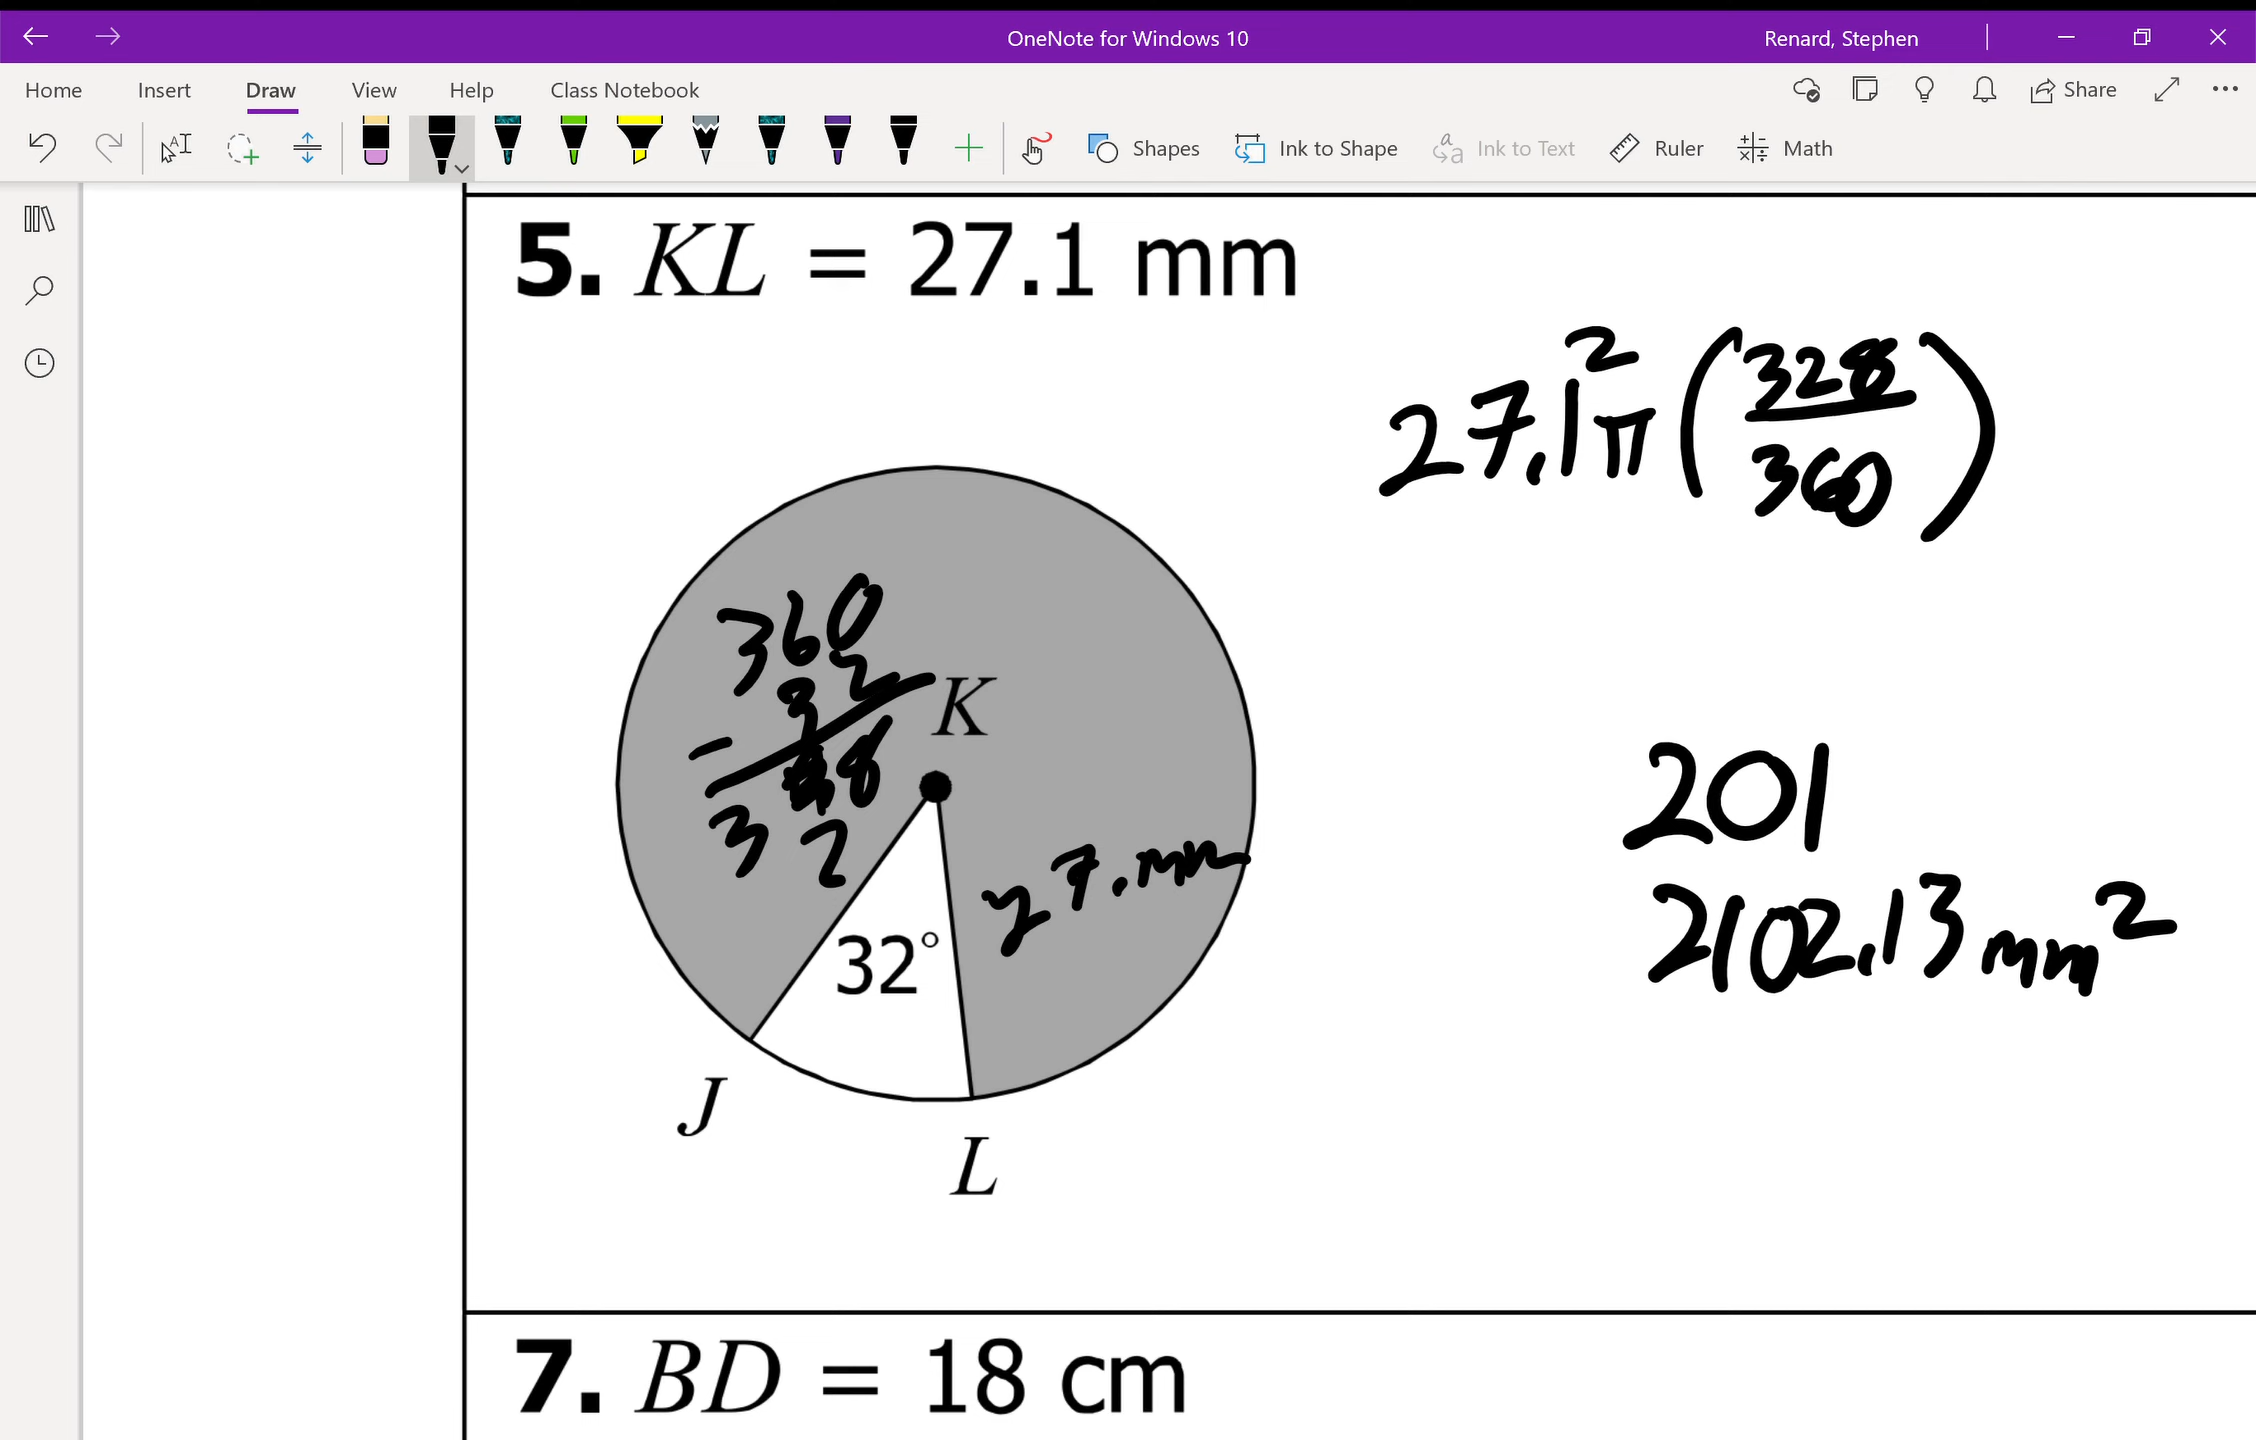 OneNote for Windows 10
Renard, Stephen
Home Insert Draw View Help Class Notebook
Share
Shapes Ink to Shape Ink to Text Ruler Math
5. KL = 27.1 mm
27.1²π(328/360)
360
- 32
328
K
27. mm
32°
J
L
201
2102.13 mm²
7. BD = 18 cm